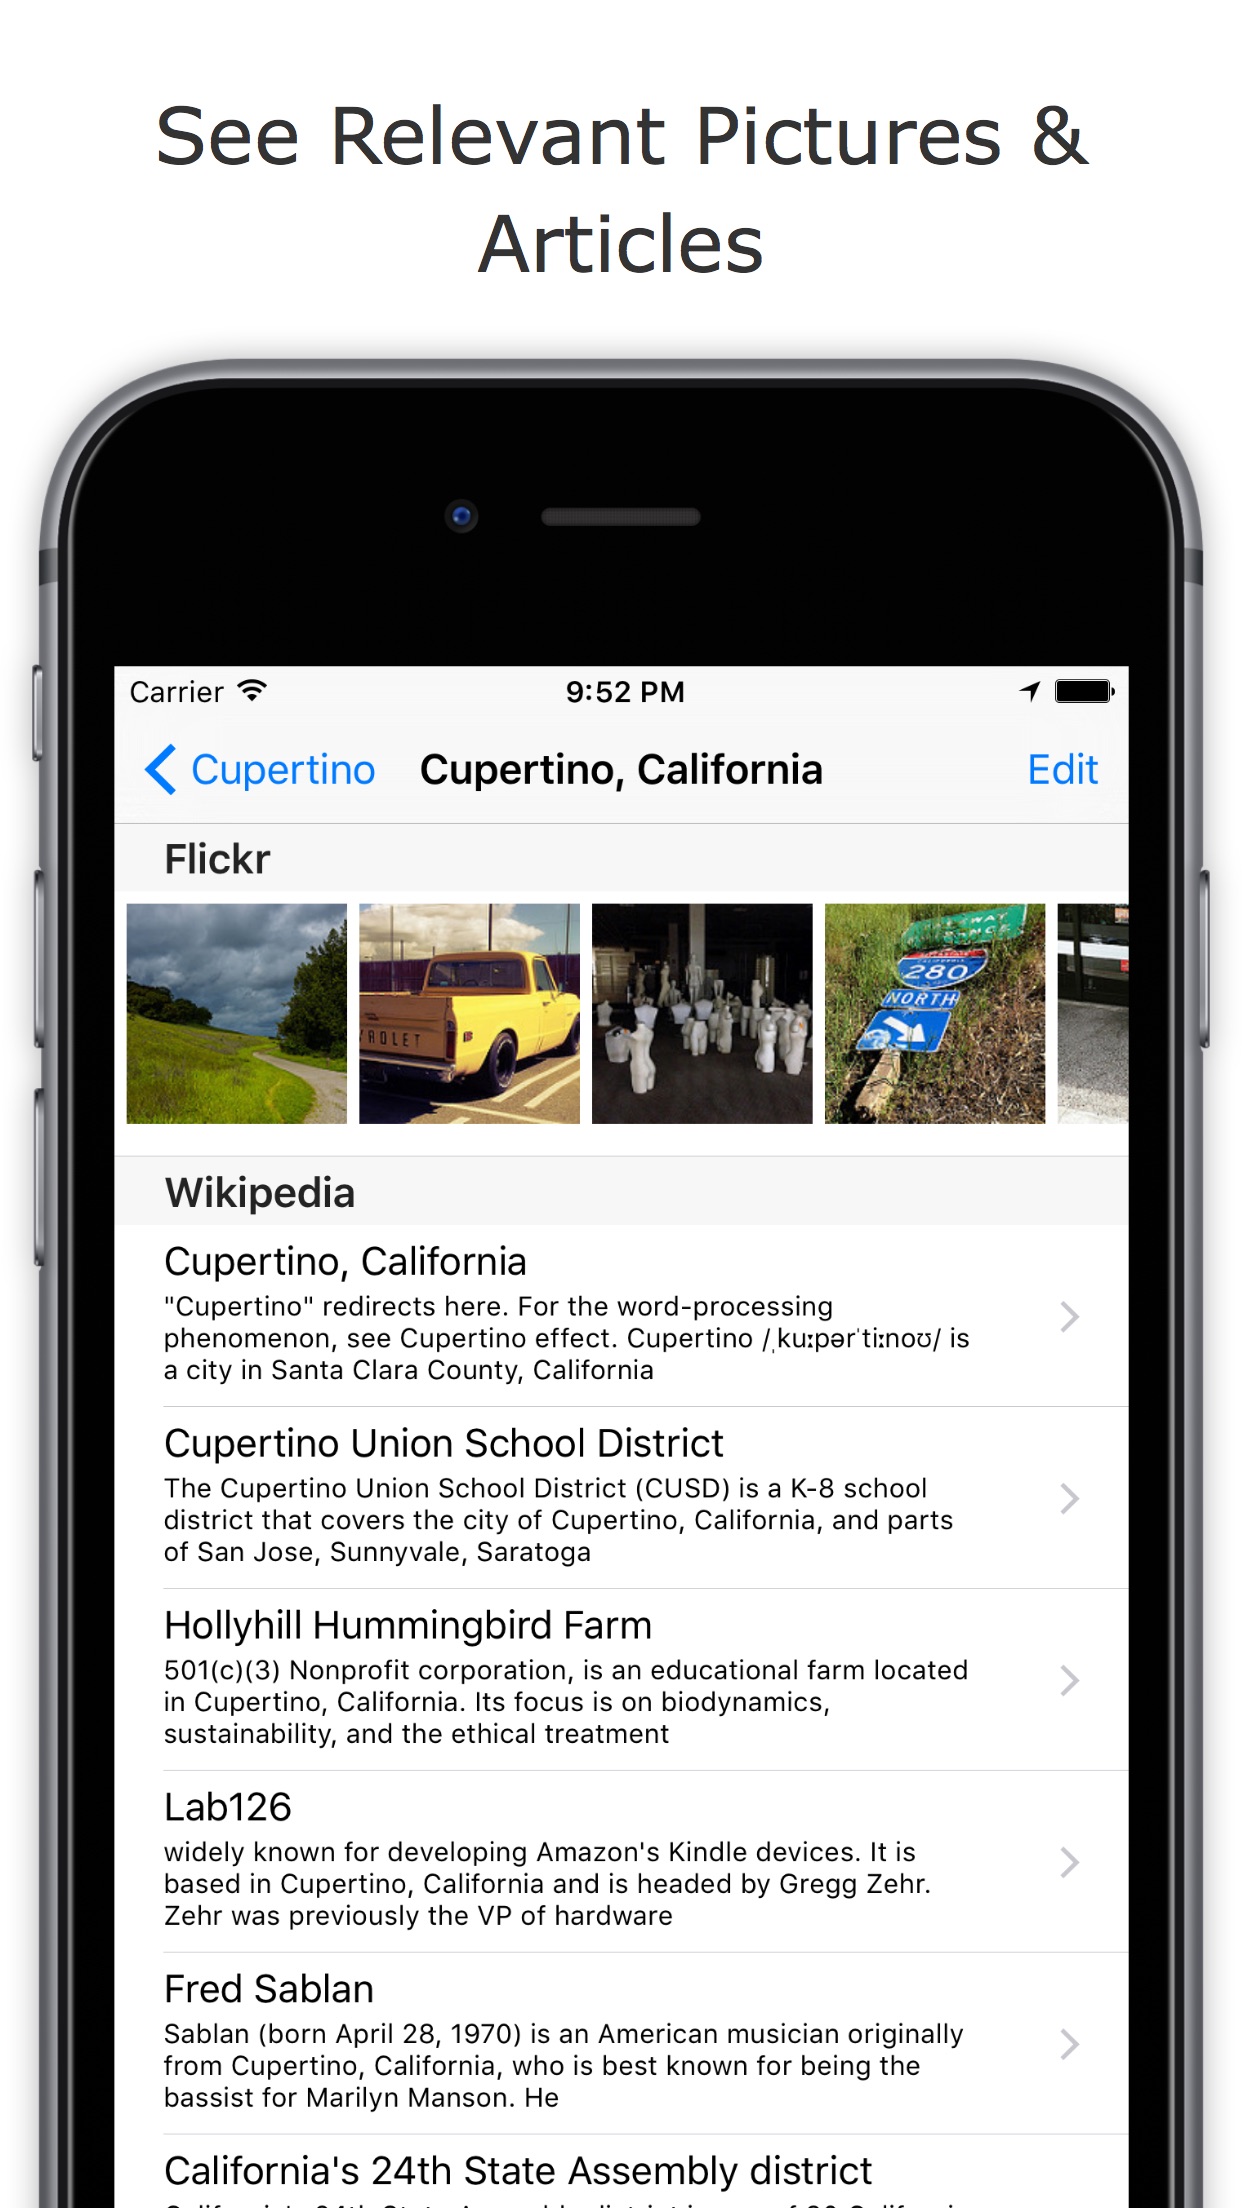 See Relevant Pictures &
Articles
Carrier
9:52 PM
Cupertino
Cupertino, California
Edit
Flickr
280
NORTH
Wikipedia
Cupertino, California
"Cupertino" redirects here. For the word-processing
phenomenon, see Cupertino effect. Cupertino /ˌkuːpərˈtiːnoʊ/ is
a city in Santa Clara County, California
Cupertino Union School District
The Cupertino Union School District (CUSD) is a K-8 school
district that covers the city of Cupertino, California, and parts
of San Jose, Sunnyvale, Saratoga
Hollyhill Hummingbird Farm
501(c)(3) Nonprofit corporation, is an educational farm located
in Cupertino, California. Its focus is on biodynamics,
sustainability, and the ethical treatment
Lab126
widely known for developing Amazon's Kindle devices. It is
based in Cupertino, California and is headed by Gregg Zehr.
Zehr was previously the VP of hardware
Fred Sablan
Sablan (born April 28, 1970) is an American musician originally
from Cupertino, California, who is best known for being the
bassist for Marilyn Manson. He
California's 24th State Assembly district